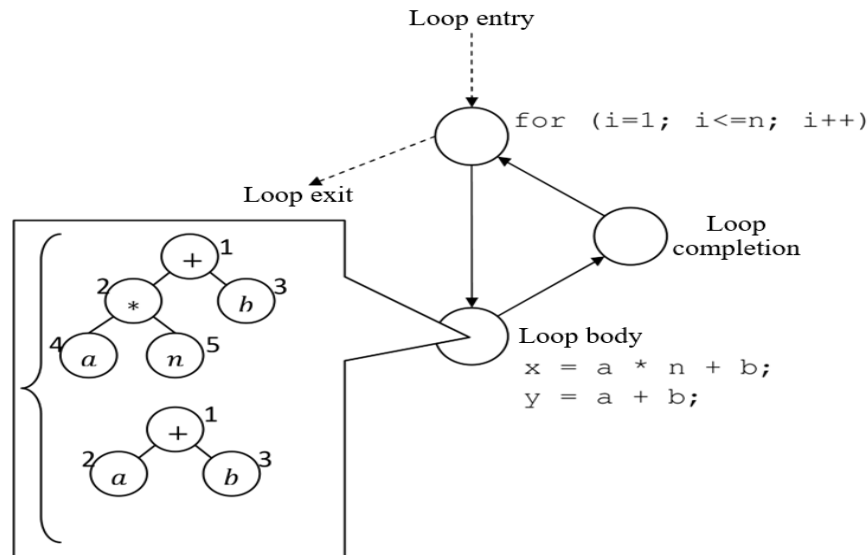 Loop entry
for (i=1; i<=n; i++)
Loop exit
Loop
completion
1
+
2
*
b
3
4
a
n
5
Loop body
x = a * n + b;
y = a + b;
1
+
2
a
b
3